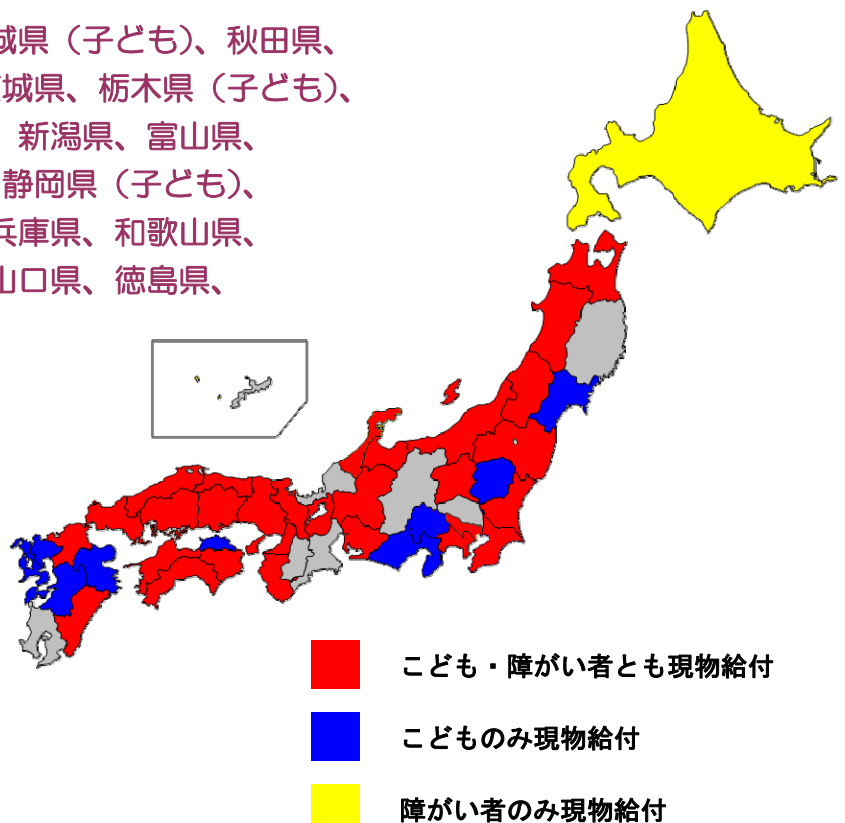 城県（子ども）、秋田県、
城県、栃木県（子ども）、
新潟県、富山県、
静岡県（子ども）、
兵庫県、和歌山県、
山口県、徳島県、
こども・障がい者とも現物給付
こどものみ現物給付
障がい者のみ現物給付